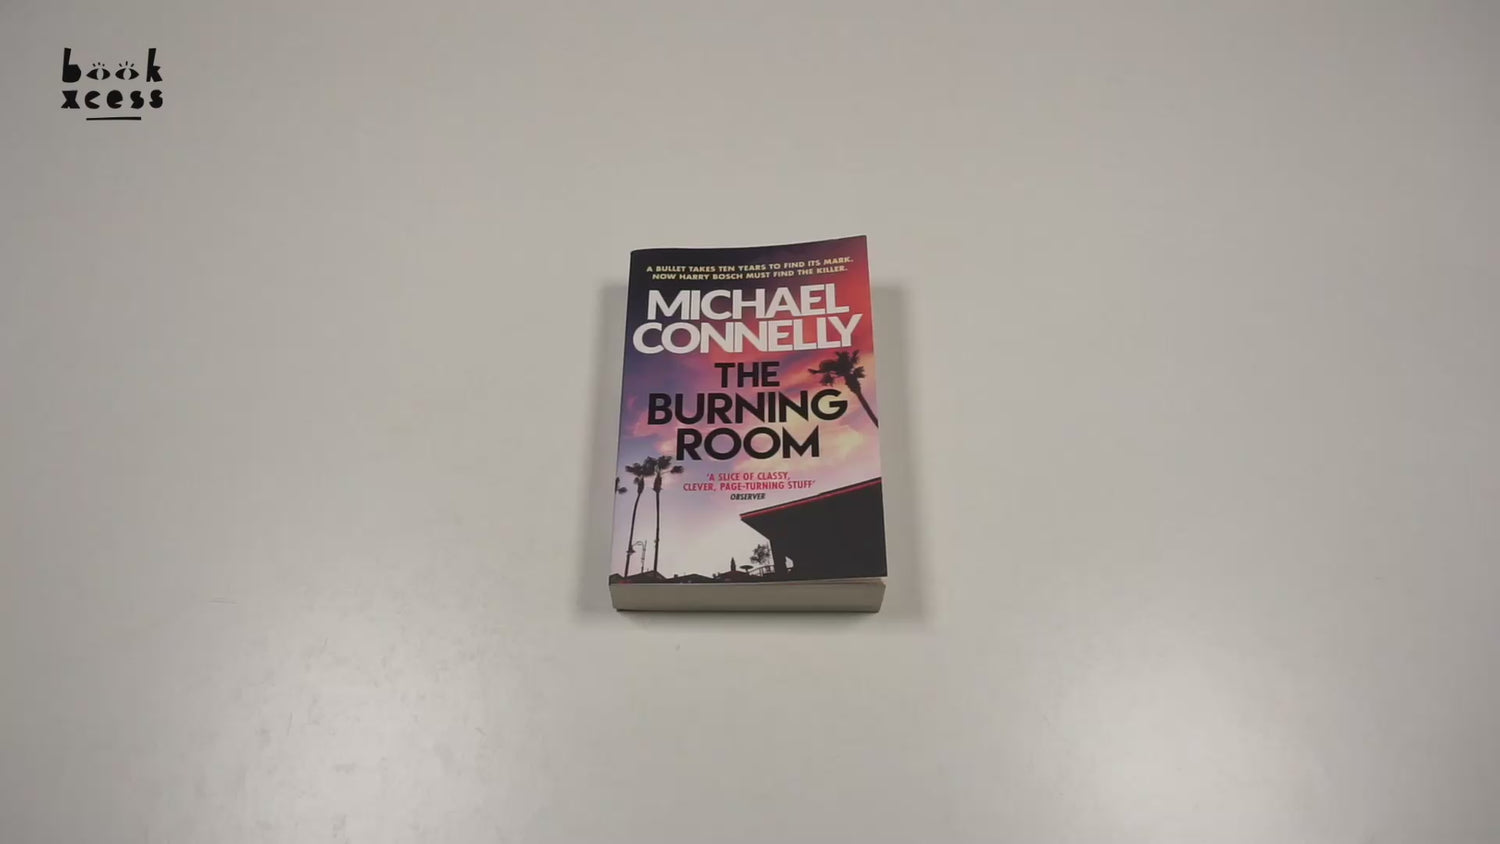 book
xcess
A BULLET TAKES TEN YEARS TO FIND ITS MARK.
NOW HARRY BOSCH MUST FIND THE KILLER.
MICHAEL
CONNELLY
THE
BURNING
ROOM
'A SLICE OF CLASSY,
CLEVER, PAGE-TURNING STUFF'
OBSERVER